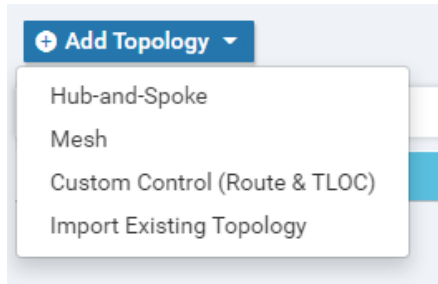 Add Topology
Hub-and-Spoke
Mesh
Custom Control (Route & TLOC)
Import Existing Topology